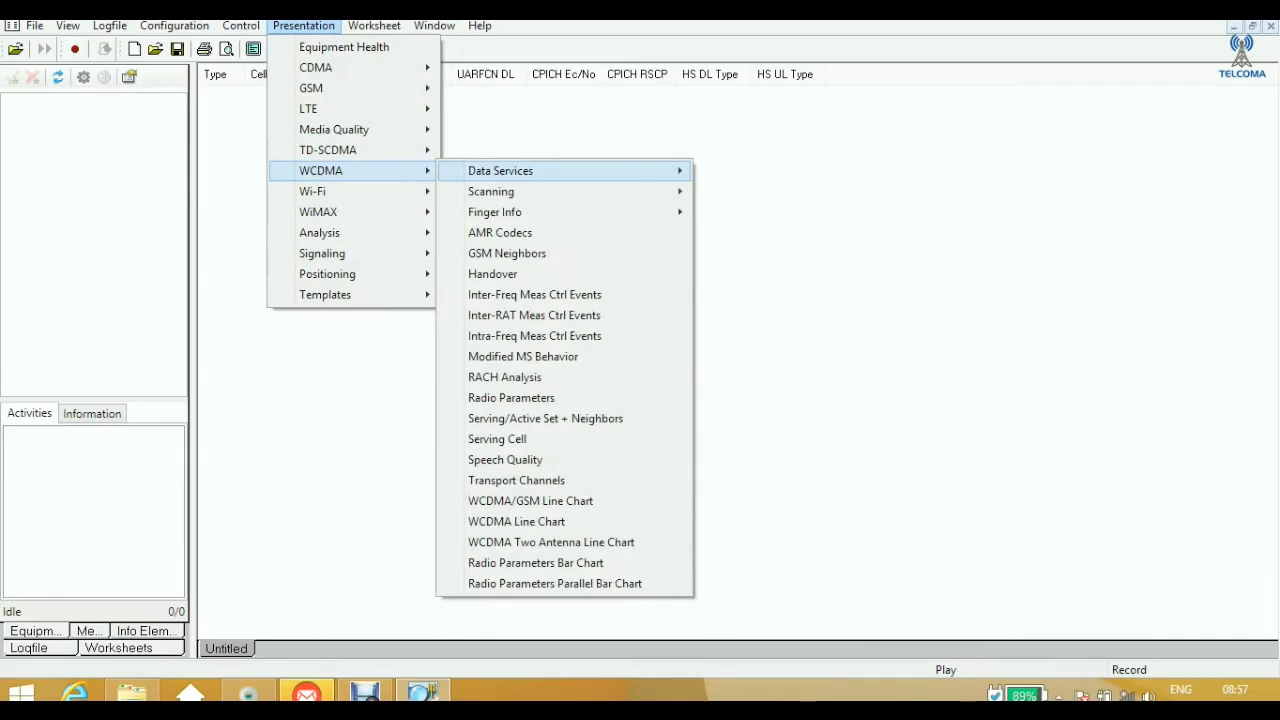 File View Logfile Configuration Control Presentation Worksheet Window Help
Type Cell UARFCN DL CPICH Ec/No CPICH RSCP HS DL Type HS UL Type
TELCOMA
Equipment Health
CDMA
GSM
LTE
Media Quality
TD-SCDMA
WCDMA
Wi-Fi
WiMAX
Analysis
Signaling
Positioning
Templates
Data Services
Scanning
Finger Info
AMR Codecs
GSM Neighbors
Handover
Inter-Freq Meas Ctrl Events
Inter-RAT Meas Ctrl Events
Intra-Freq Meas Ctrl Events
Modified MS Behavior
RACH Analysis
Radio Parameters
Serving/Active Set + Neighbors
Serving Cell
Speech Quality
Transport Channels
WCDMA/GSM Line Chart
WCDMA Line Chart
WCDMA Two Antenna Line Chart
Radio Parameters Bar Chart
Radio Parameters Parallel Bar Chart
Activities Information
Idle 0/0
Equipm... Me... Info Elem...
Logfile Worksheets
Untitled
Play Record
89% ENG 08:57